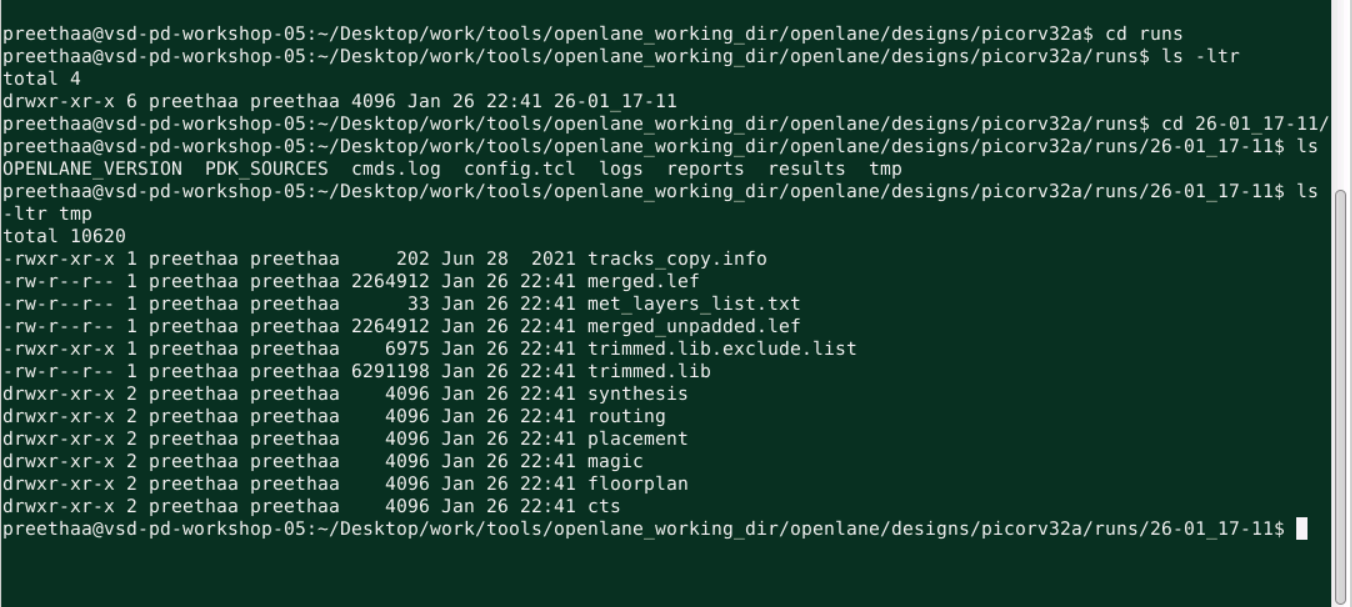 preethaa@vsd-pd-workshop-05:~/Desktop/work/tools/openlane_working_dir/openlane/designs/picorv32a$ cd runs
preethaa@vsd-pd-workshop-05:~/Desktop/work/tools/openlane_working_dir/openlane/designs/picorv32a/runs$ ls -ltr
total 4
drwxr-xr-x 6 preethaa preethaa 4096 Jan 26 22:41 26-01_17-11
preethaa@vsd-pd-workshop-05:~/Desktop/work/tools/openlane_working_dir/openlane/designs/picorv32a/runs$ cd 26-01_17-11/
preethaa@vsd-pd-workshop-05:~/Desktop/work/tools/openlane_working_dir/openlane/designs/picorv32a/runs/26-01_17-11$ ls
OPENLANE_VERSION  PDK_SOURCES  cmds.log  config.tcl  logs  reports  results  tmp
preethaa@vsd-pd-workshop-05:~/Desktop/work/tools/openlane_working_dir/openlane/designs/picorv32a/runs/26-01_17-11$ ls
-ltr tmp
total 10620
-rwxr-xr-x 1 preethaa preethaa     202 Jun 28  2021 tracks_copy.info
-rw-r--r-- 1 preethaa preethaa 2264912 Jan 26 22:41 merged.lef
-rw-r--r-- 1 preethaa preethaa      33 Jan 26 22:41 met_layers_list.txt
-rw-r--r-- 1 preethaa preethaa 2264912 Jan 26 22:41 merged_unpadded.lef
-rwxr-xr-x 1 preethaa preethaa    6975 Jan 26 22:41 trimmed.lib.exclude.list
-rw-r--r-- 1 preethaa preethaa 6291198 Jan 26 22:41 trimmed.lib
drwxr-xr-x 2 preethaa preethaa    4096 Jan 26 22:41 synthesis
drwxr-xr-x 2 preethaa preethaa    4096 Jan 26 22:41 routing
drwxr-xr-x 2 preethaa preethaa    4096 Jan 26 22:41 placement
drwxr-xr-x 2 preethaa preethaa    4096 Jan 26 22:41 magic
drwxr-xr-x 2 preethaa preethaa    4096 Jan 26 22:41 floorplan
drwxr-xr-x 2 preethaa preethaa    4096 Jan 26 22:41 cts
preethaa@vsd-pd-workshop-05:~/Desktop/work/tools/openlane_working_dir/openlane/designs/picorv32a/runs/26-01_17-11$